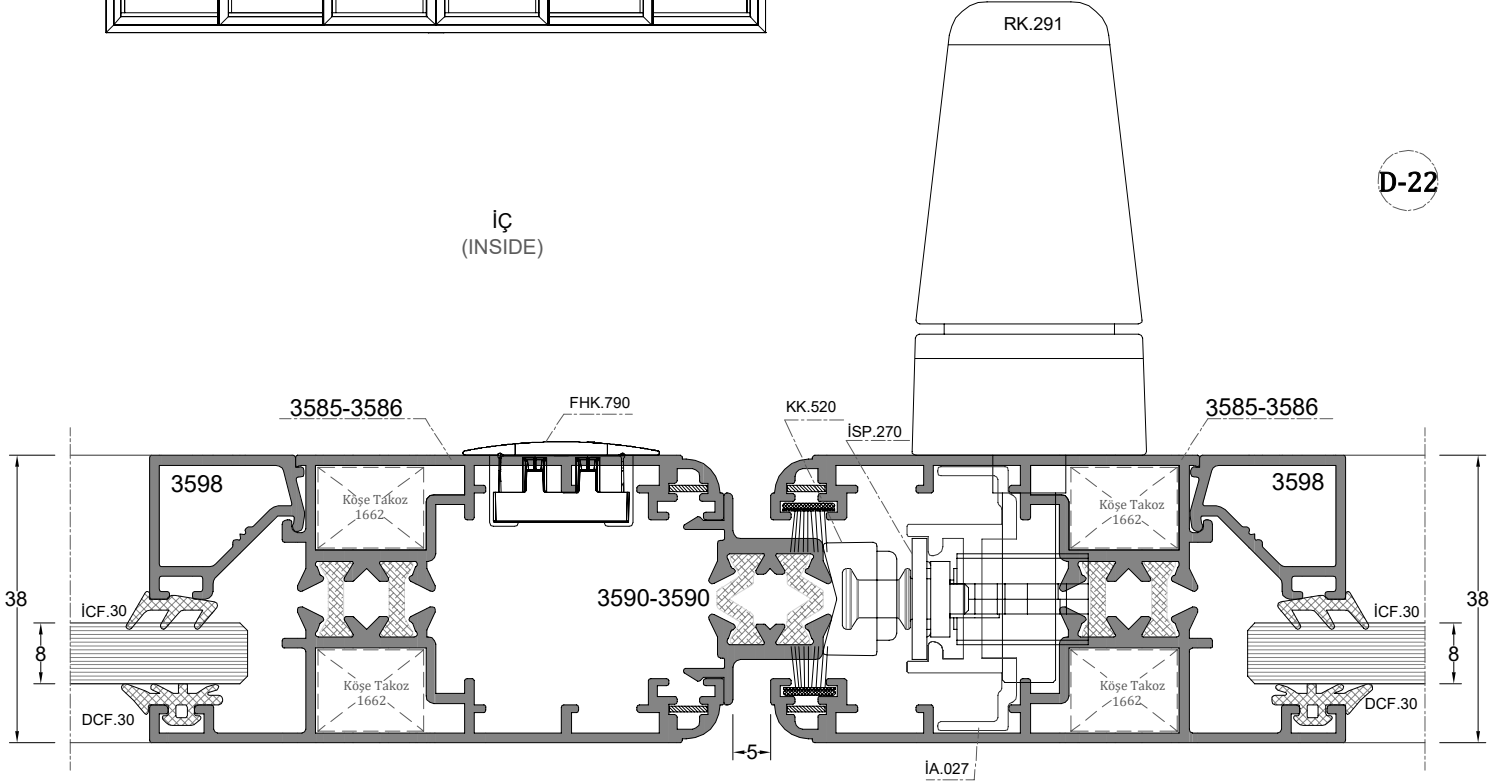 RK.291
D-22
İÇ
(INSIDE)
3585-3586
FHK.790
KK.520
İSP.270
3585-3586
3598
Köşe Takoz
1662
Köşe Takoz
1662
3598
38
İCF.30
8
DCF.30
3590-3590
Köşe Takoz
1662
Köşe Takoz
1662
İCF.30
8
DCF.30
38
5
İA.027